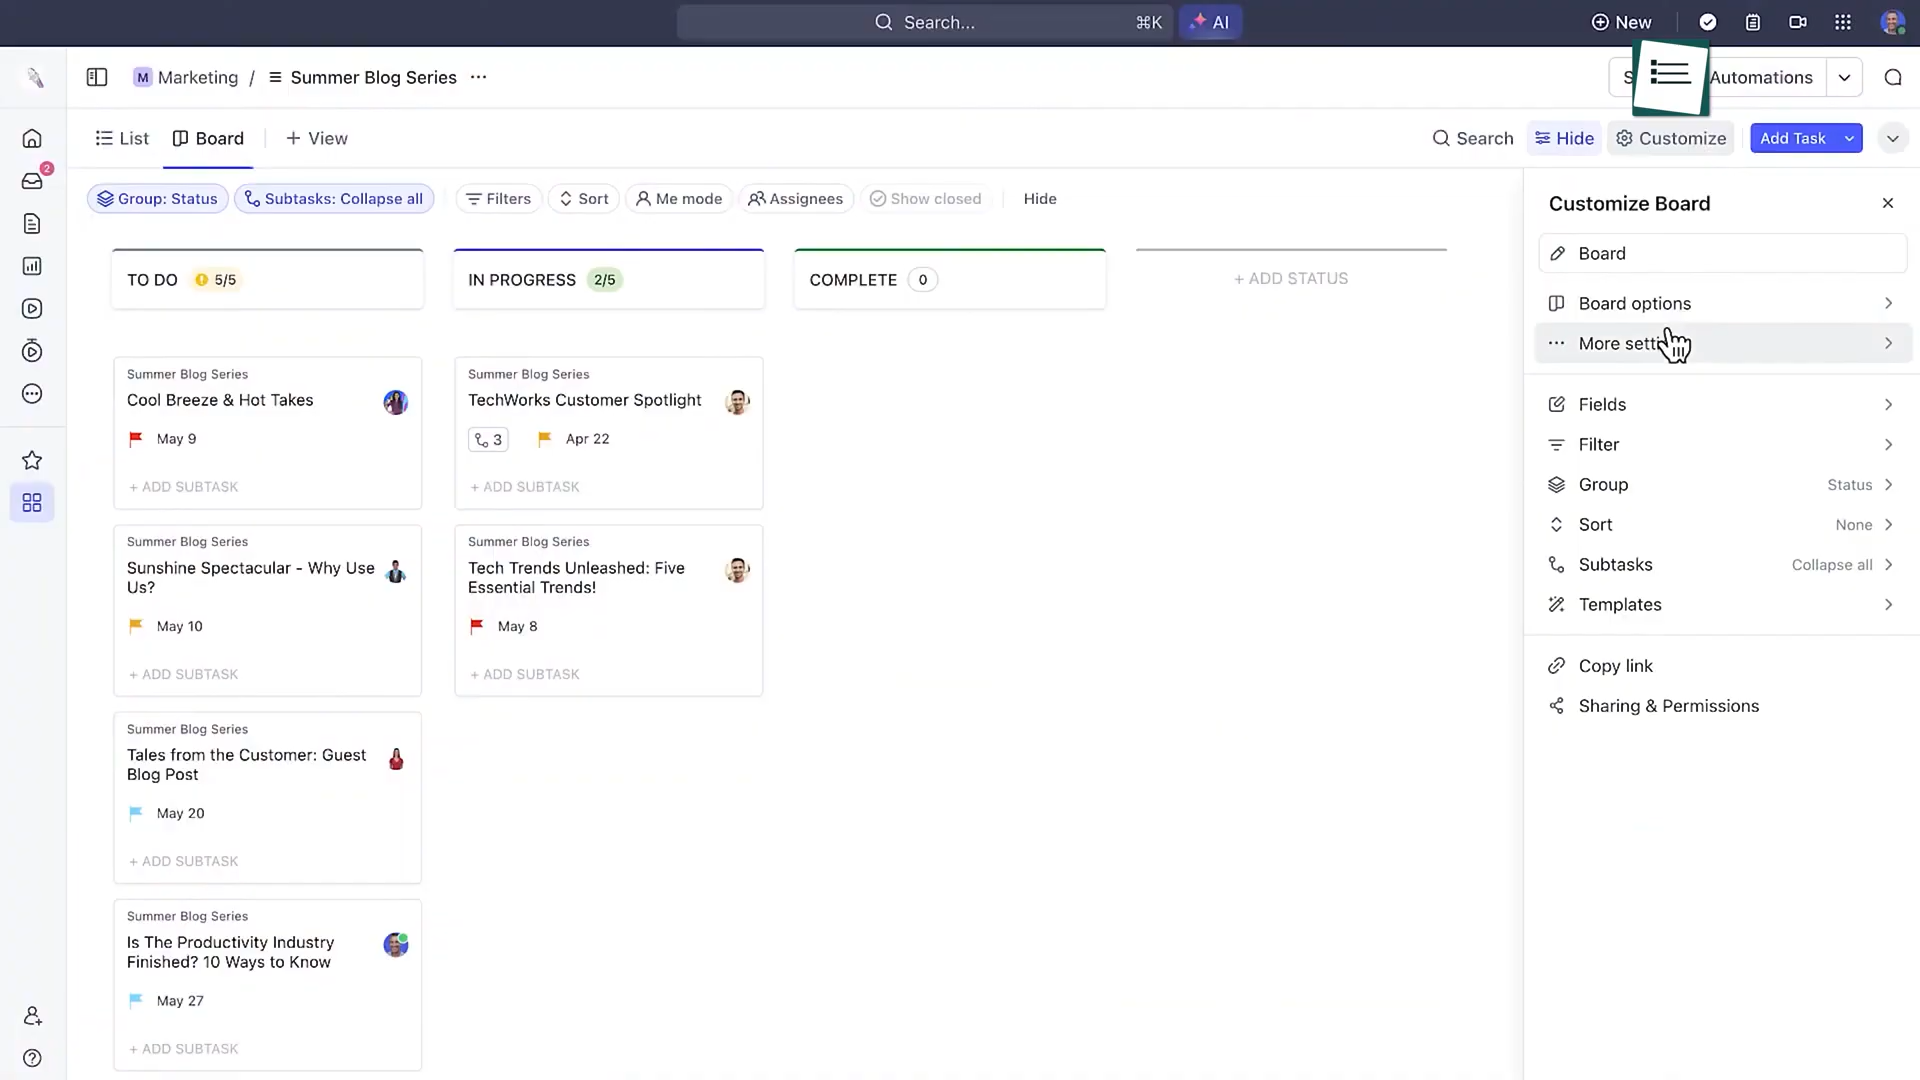 Search...
⌘K
AI
New
M Marketing / Summer Blog Series ...
S
Automations
List
Board
+ View
Search
Hide
Customize
Add Task
2
Group: Status
Subtasks: Collapse all
Filters
Sort
Me mode
Assignees
Show closed
Hide
TO DO 5/5
IN PROGRESS 2/5
COMPLETE 0
+ ADD STATUS
Summer Blog Series
Cool Breeze & Hot Takes
May 9
+ ADD SUBTASK
Summer Blog Series
Sunshine Spectacular - Why Use
Us?
May 10
+ ADD SUBTASK
Summer Blog Series
Tales from the Customer: Guest
Blog Post
May 20
+ ADD SUBTASK
Summer Blog Series
Is The Productivity Industry
Finished? 10 Ways to Know
May 27
+ ADD SUBTASK
Summer Blog Series
TechWorks Customer Spotlight
3
Apr 22
+ ADD SUBTASK
Summer Blog Series
Tech Trends Unleashed: Five
Essential Trends!
May 8
+ ADD SUBTASK
Customize Board
Board
Board options
More
Fields
Filter
Group Status
Sort None
Subtasks Collapse all
Templates
Copy link
Sharing & Permissions